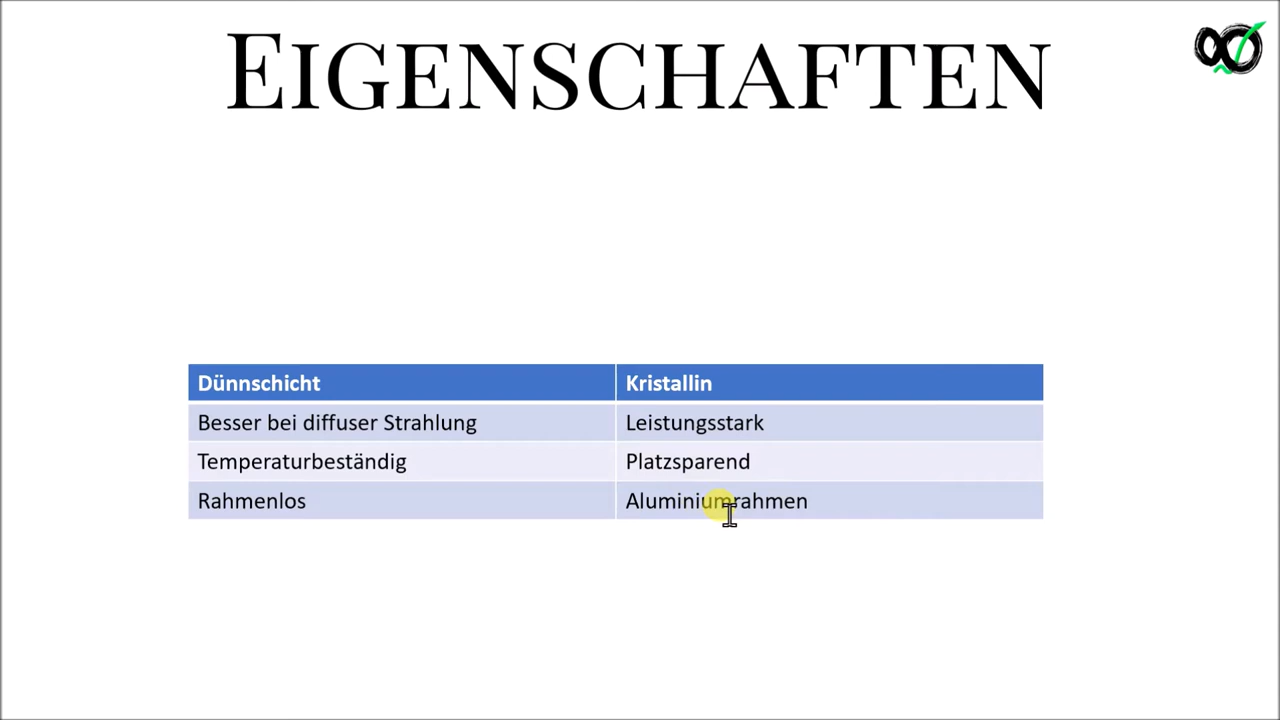 EIGENSCHAFTEN
Dünnschicht Kristallin
Besser bei diffuser Strahlung Leistungsstark
Temperaturbeständig Platzsparend
Rahmenlos Aluminiumrahmen